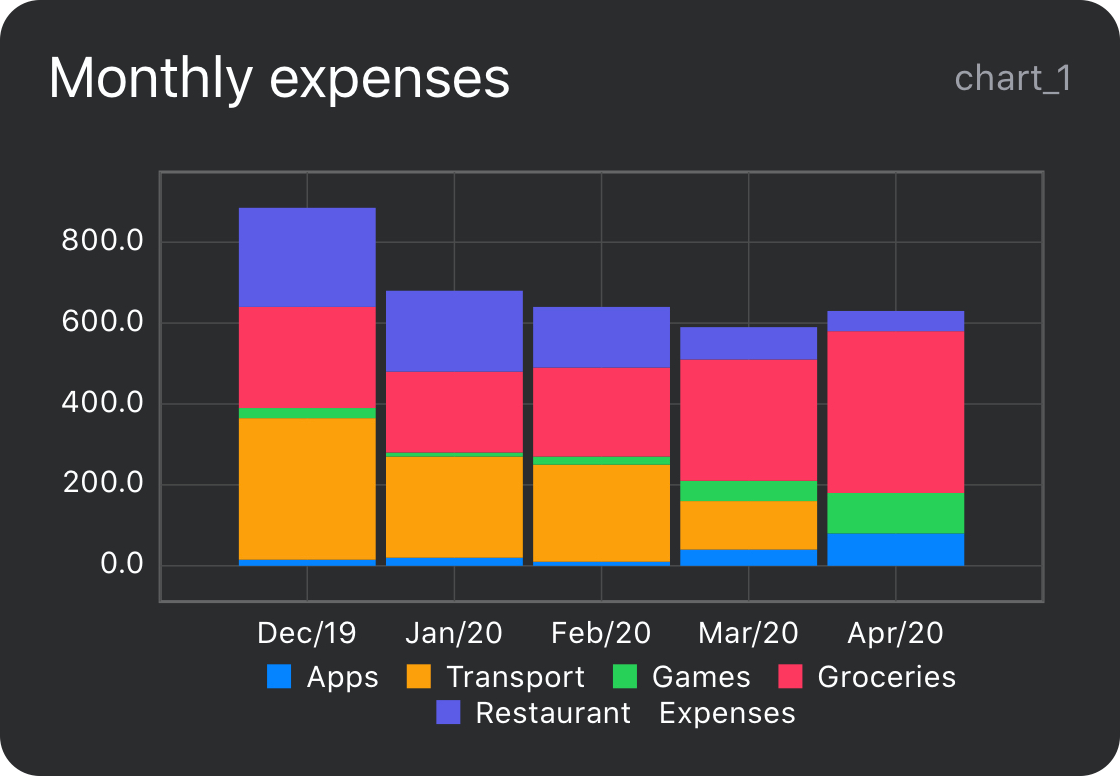 Monthly expenses
chart_1
800.0
600.0
400.0
200.0
0.0
Dec/19 Jan/20 Feb/20 Mar/20 Apr/20
Apps Transport Games Groceries
Restaurant Expenses